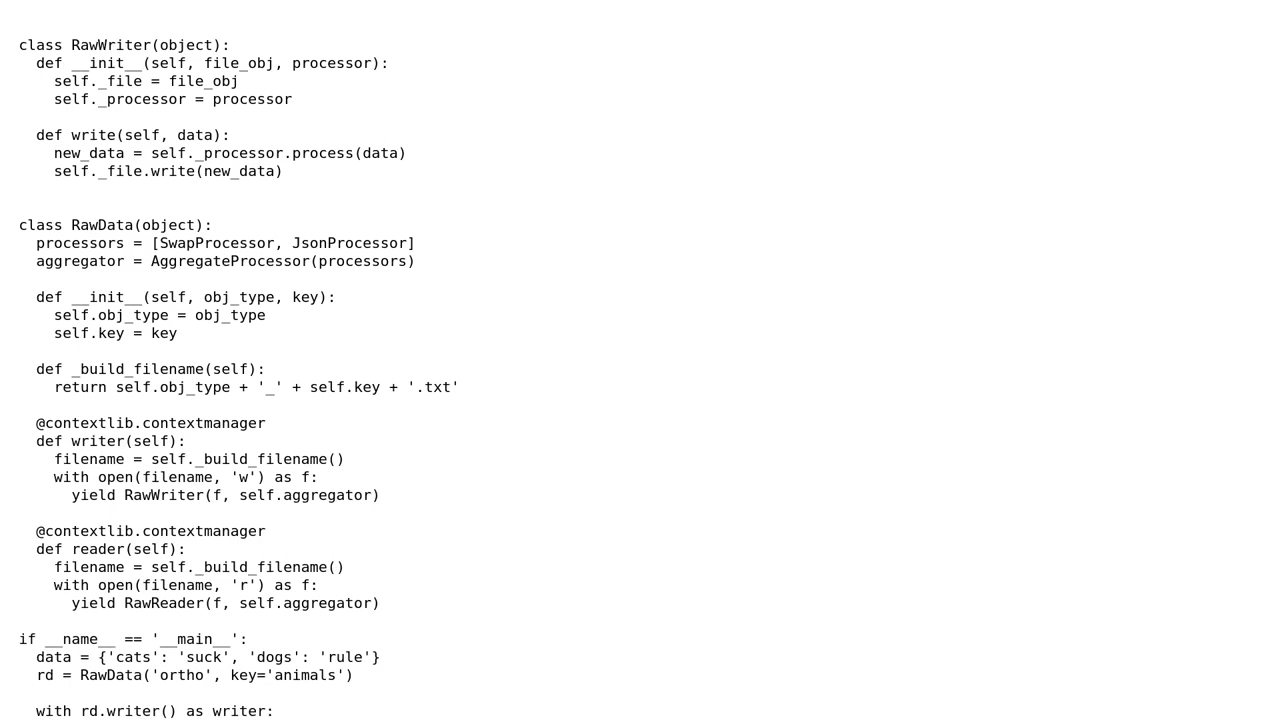 class RawWriter(object):
  def __init__(self, file_obj, processor):
    self._file = file_obj
    self._processor = processor

  def write(self, data):
    new_data = self._processor.process(data)
    self._file.write(new_data)


class RawData(object):
  processors = [SwapProcessor, JsonProcessor]
  aggregator = AggregateProcessor(processors)

  def __init__(self, obj_type, key):
    self.obj_type = obj_type
    self.key = key

  def _build_filename(self):
    return self.obj_type + '_' + self.key + '.txt'

  @contextlib.contextmanager
  def writer(self):
    filename = self._build_filename()
    with open(filename, 'w') as f:
      yield RawWriter(f, self.aggregator)

  @contextlib.contextmanager
  def reader(self):
    filename = self._build_filename()
    with open(filename, 'r') as f:
      yield RawReader(f, self.aggregator)

if __name__ == '__main__':
  data = {'cats': 'suck', 'dogs': 'rule'}
  rd = RawData('ortho', key='animals')

  with rd.writer() as writer: